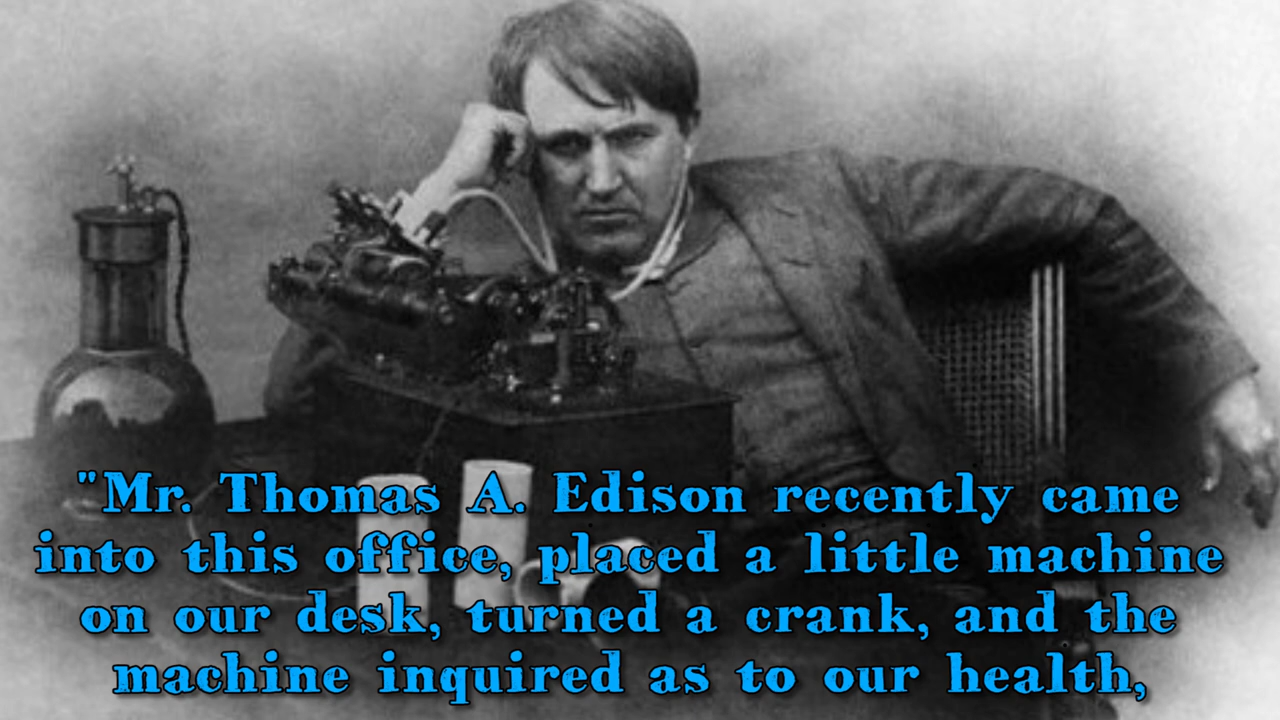 "Mr. Thomas A. Edison recently came
into this office, placed a little machine
on our desk, turned a crank, and the
machine inquired as to our health,